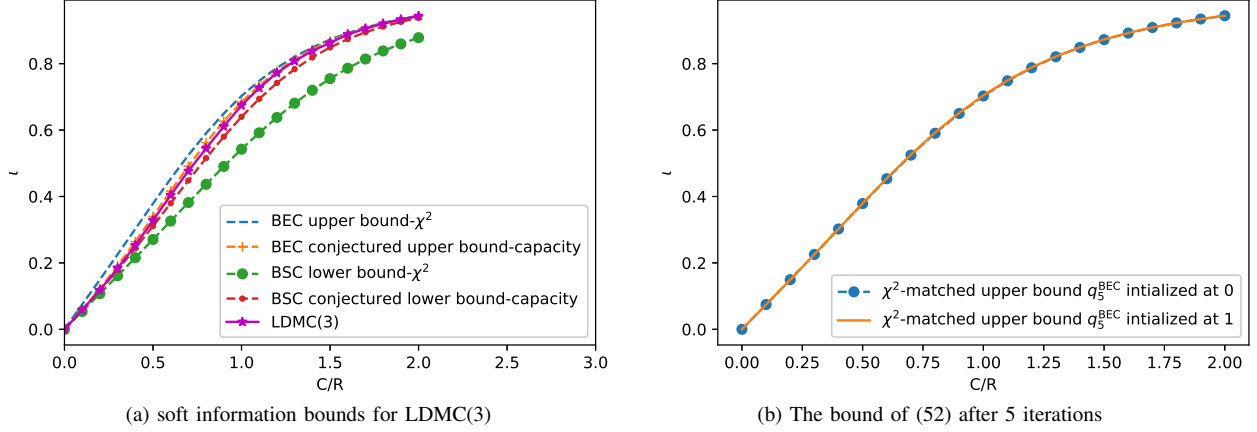 0.8
0.6
0.4
0.2
0.0
ι
0.0 0.5 1.0 1.5 2.0 2.5 3.0
C/R
BEC upper bound-χ²
BEC conjectured upper bound-capacity
BSC lower bound-χ²
BSC conjectured lower bound-capacity
LDMC(3)
(a) soft information bounds for LDMC(3)
0.8
0.6
0.4
0.2
0.0
ι
0.00 0.25 0.50 0.75 1.00 1.25 1.50 1.75 2.00
C/R
χ²-matched upper bound q₅ᴮᴱᶜ intialized at 0
χ²-matched upper bound q₅ᴮᴱᶜ intialized at 1
(b) The bound of (52) after 5 iterations